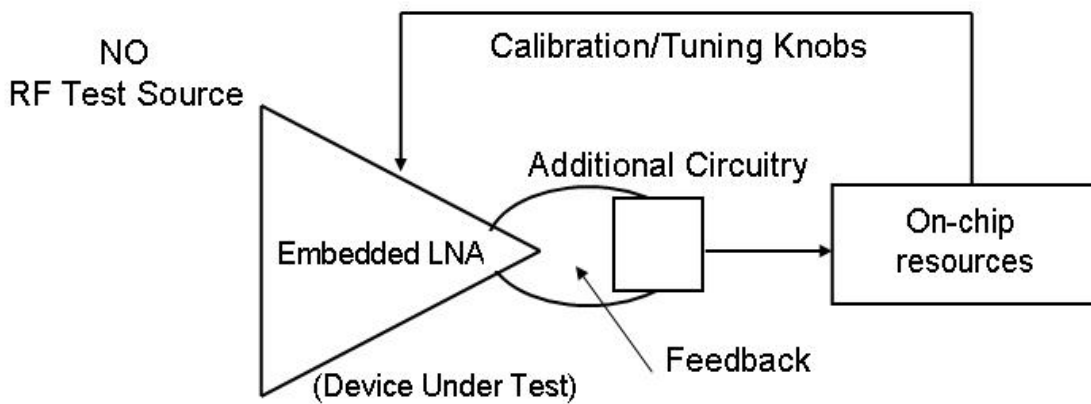 NO
RF Test Source
Calibration/Tuning Knobs
Additional Circuitry
Embedded LNA
On-chip
resources
Feedback
(Device Under Test)